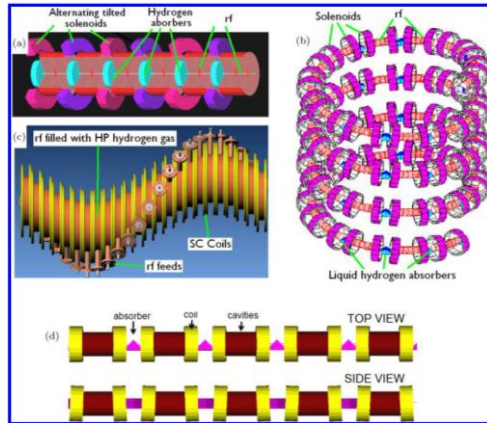 Alternating tilted
solenoids
Hydrogen
aborbers
rf
(a)
Solenoids
rf
(b)
Liquid hydrogen absorbers
(c)
rf filled with HP hydrogen gas
SC Coils
rf feeds
(d)
absorber
coil
cavities
TOP VIEW
SIDE VIEW